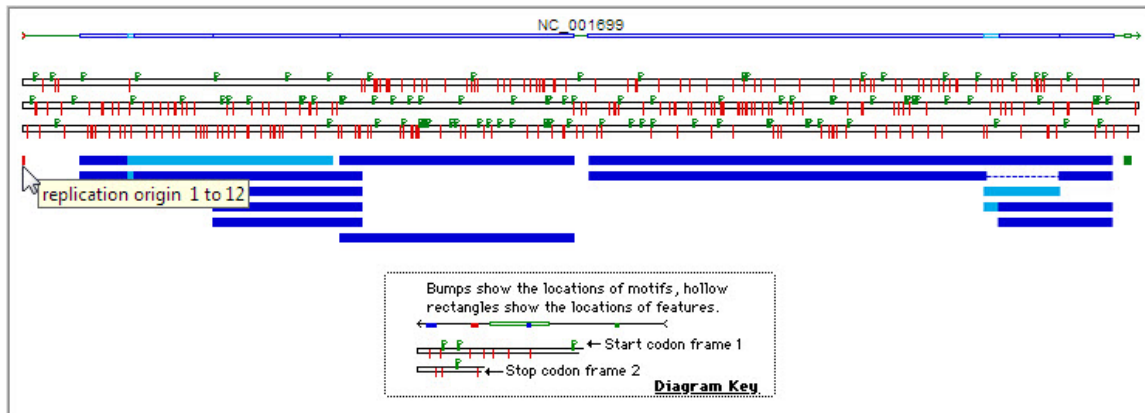 NC_001699
replication origin 1 to 12
Bumps show the locations of motifs, hollow
rectangles show the locations of features.
Start codon frame 1
Stop codon frame 2
Diagram Key